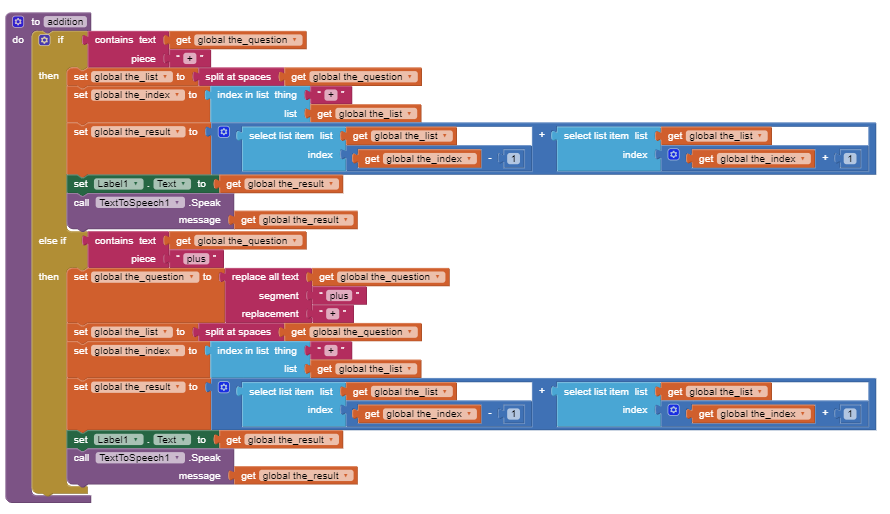 to addition
do if contains text get global the_question
piece " + "
then set global the_list to split at spaces get global the_question
set global the_index to index in list thing " + "
list get global the_list
set global the_result to select list item list get global the_list + select list item list get global the_list
index get global the_index - 1 index get global the_index + 1
set Label1 . Text to get global the_result
call TextToSpeech1 .Speak
message get global the_result
else if contains text get global the_question
piece " plus "
then set global the_question to replace all text get global the_question
segment " plus "
replacement " + "
set global the_list to split at spaces get global the_question
set global the_index to index in list thing " + "
list get global the_list
set global the_result to select list item list get global the_list + select list item list get global the_list
index get global the_index - 1 index get global the_index + 1
set Label1 . Text to get global the_result
call TextToSpeech1 .Speak
message get global the_result